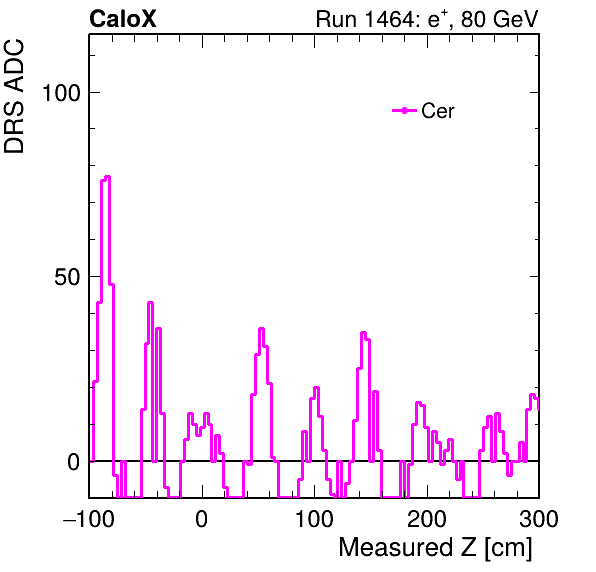 CaloX Run 1464: e+, 80 GeV
DRS ADC
Cer
100
50
0
−100 0 100 200 300
Measured Z [cm]